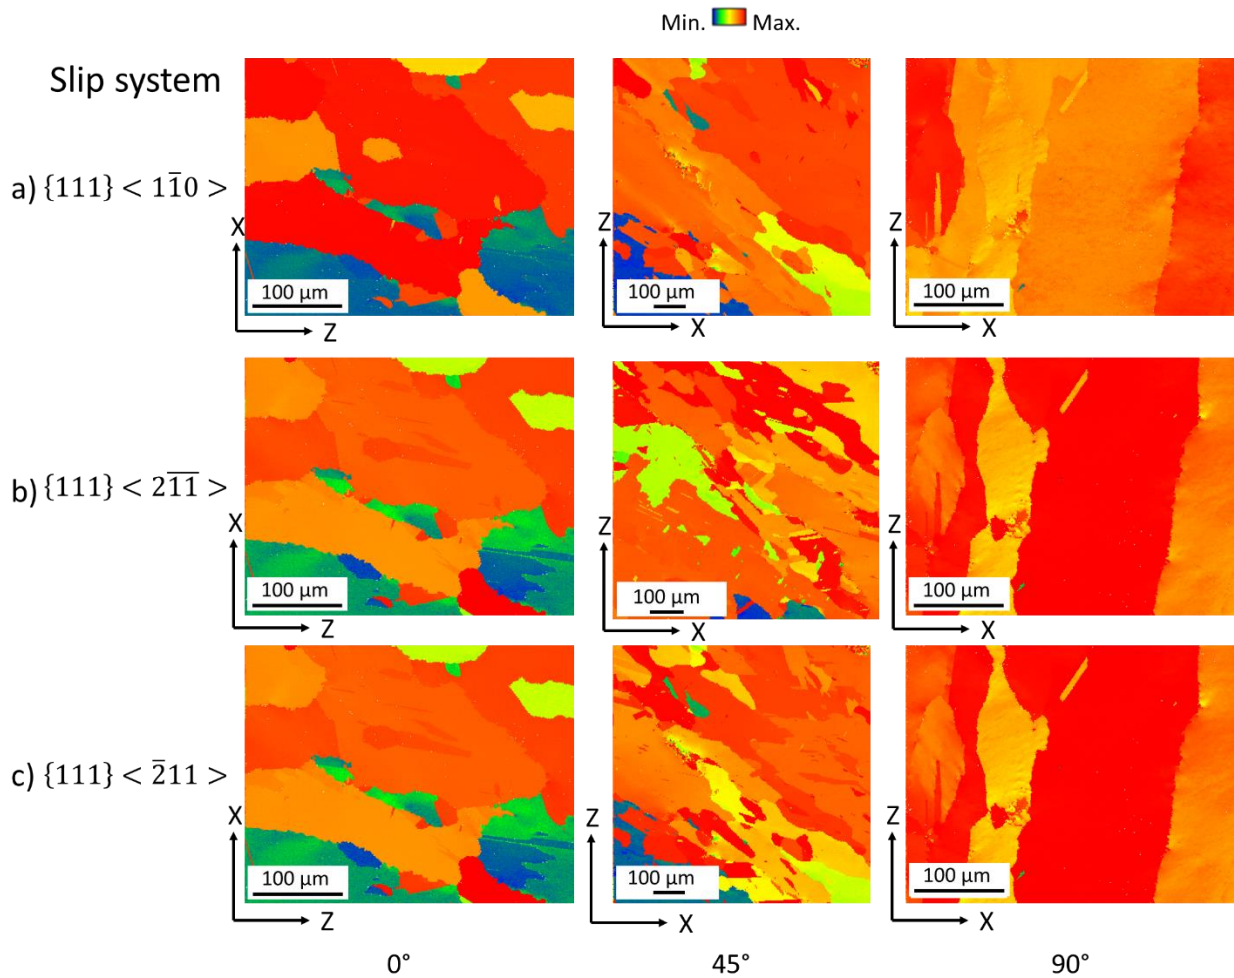 Min. Max.
Slip system
a) {111} < 11̅0 >
X
100 µm
Z
Z
100 µm
X
Z
100 µm
X
b) {111} < 21̅1̅ >
X
100 µm
Z
Z
100 µm
X
Z
100 µm
X
c) {111} < 2̅11 >
X
100 µm
Z
Z
100 µm
X
Z
100 µm
X
0° 45° 90°